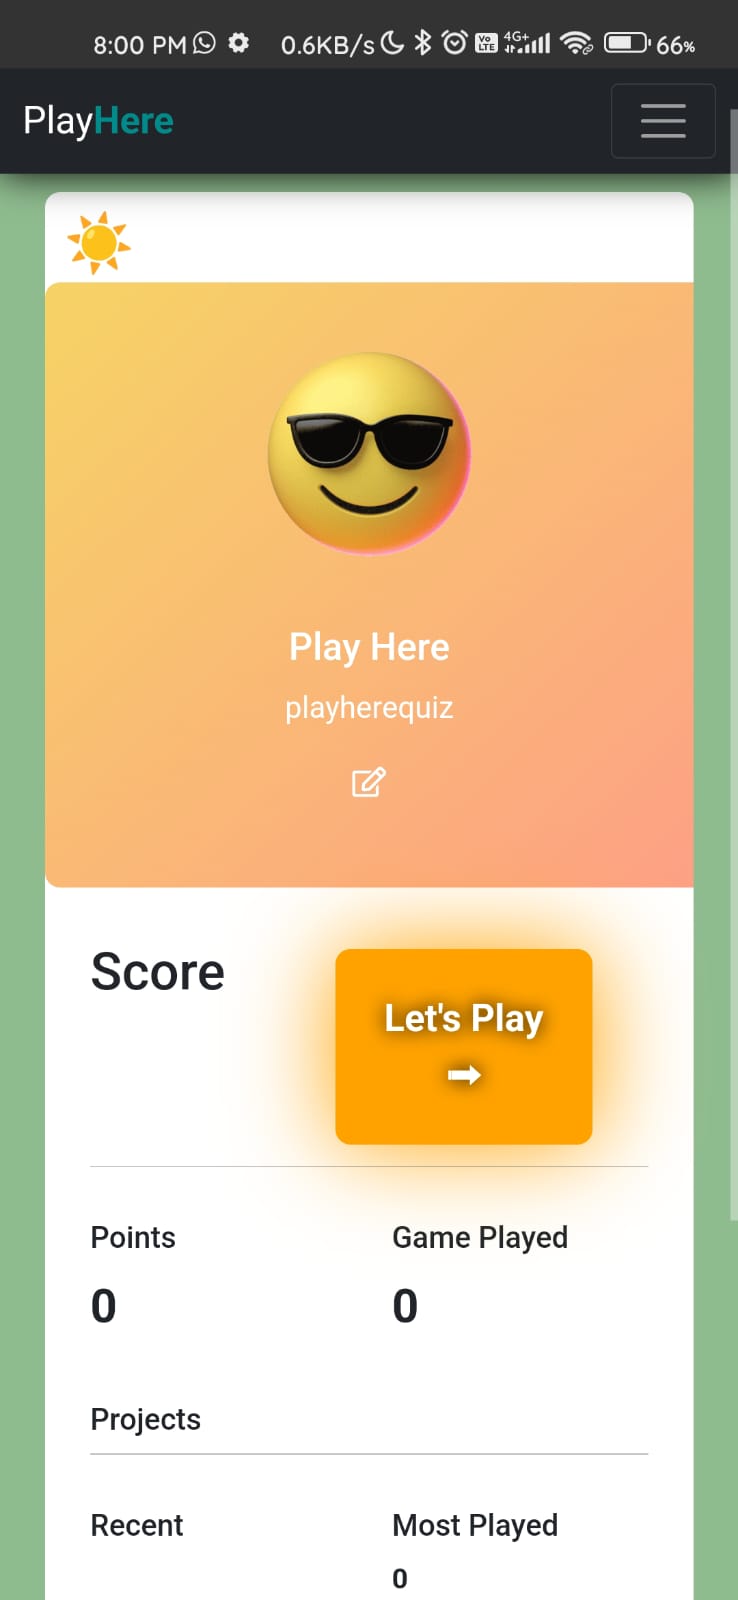 8:00 PM 0.6KB/s Vo LTE 4G+ 66%
PlayHere
Play Here
playherequiz
Score
Let's Play
Points Game Played
0 0
Projects
Recent Most Played
0